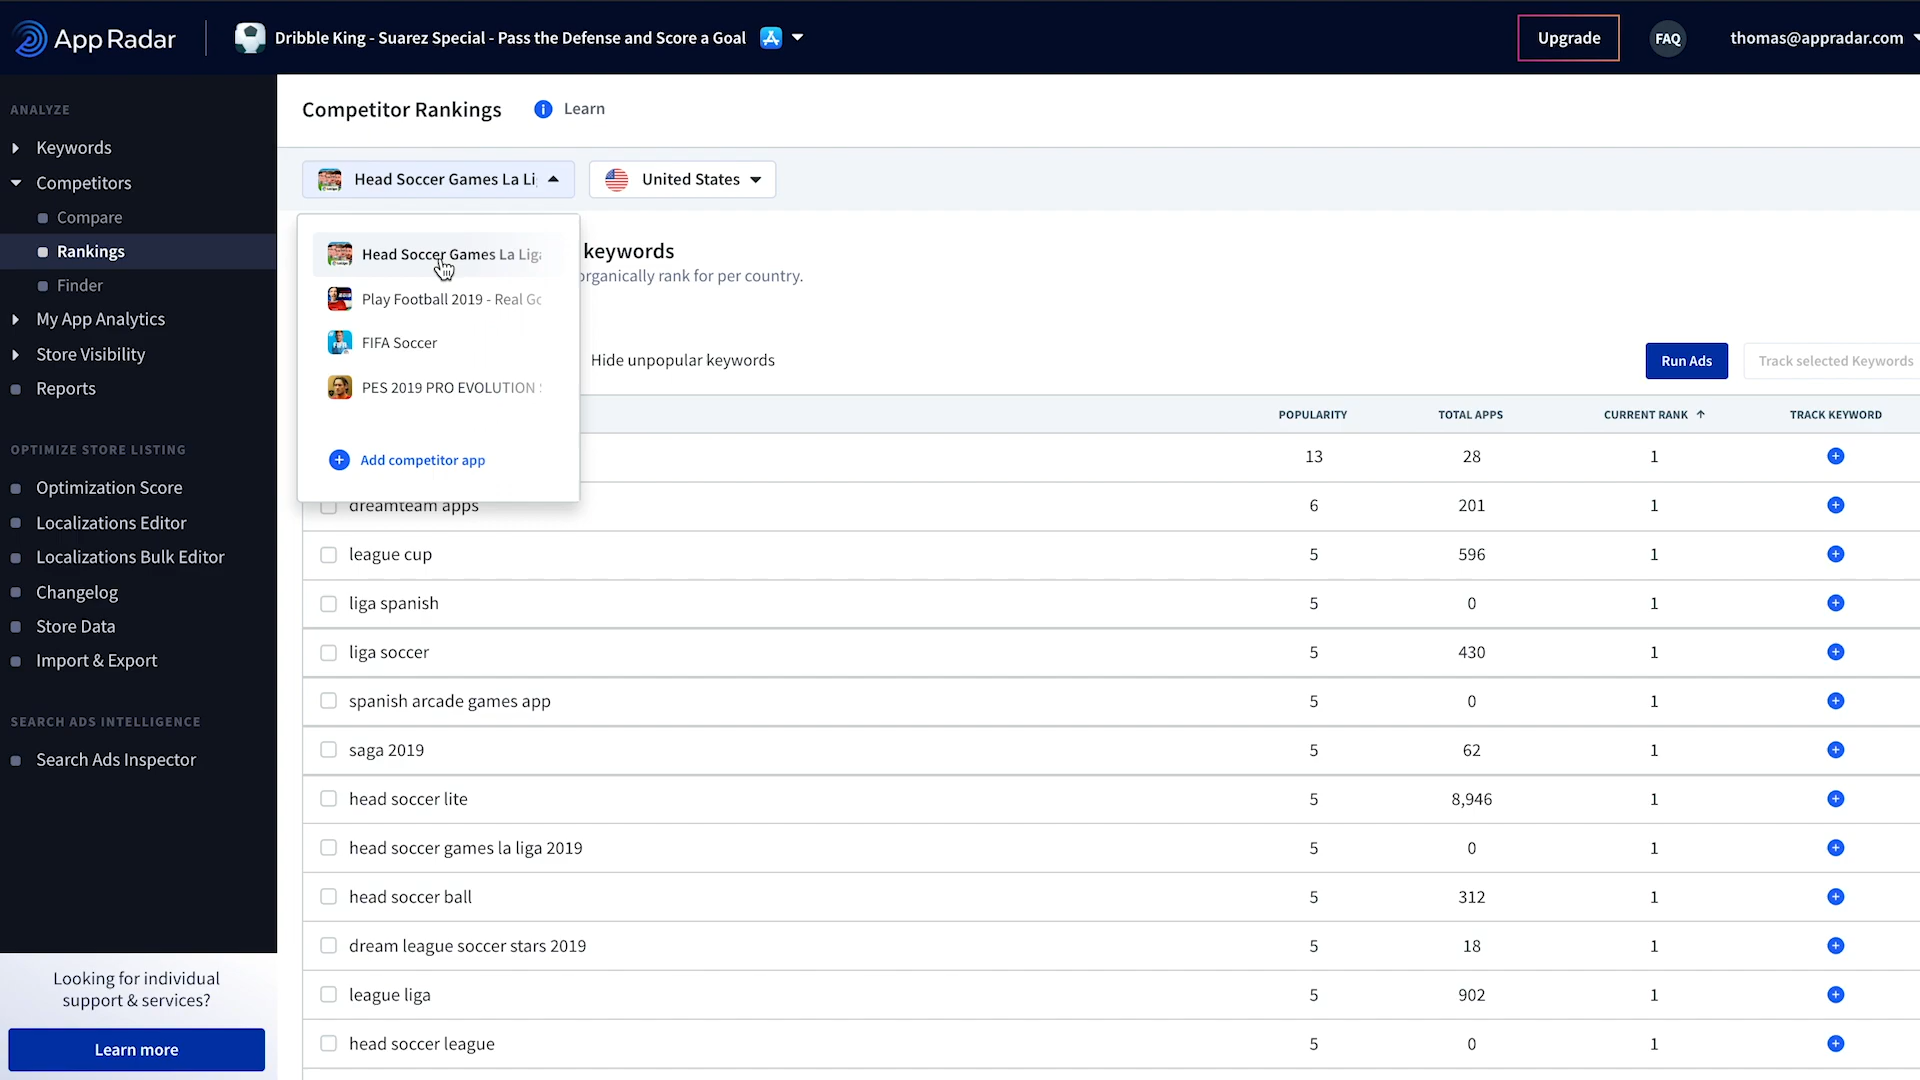 App Radar
Dribble King - Suarez Special - Pass the Defense and Score a Goal
Upgrade
FAQ
thomas@appradar.com
ANALYZE
Keywords
Competitors
Compare
Rankings
Finder
My App Analytics
Store Visibility
Reports
OPTIMIZE STORE LISTING
Optimization Score
Localizations Editor
Localizations Bulk Editor
Changelog
Store Data
Import & Export
SEARCH ADS INTELLIGENCE
Search Ads Inspector
Looking for individual
support & services?
Learn more
Competitor Rankings
Learn
Head Soccer Games La Li
United States
Head Soccer Games La Liga
Play Football 2019 - Real Go
FIFA Soccer
PES 2019 PRO EVOLUTION
Add competitor app
keywords
organically rank for per country.
Hide unpopular keywords
Run Ads
Track selected Keywords
POPULARITY TOTAL APPS CURRENT RANK TRACK KEYWORD
13 28 1
dreamteam apps 6 201 1
league cup 5 596 1
liga spanish 5 0 1
liga soccer 5 430 1
spanish arcade games app 5 0 1
saga 2019 5 62 1
head soccer lite 5 8,946 1
head soccer games la liga 2019 5 0 1
head soccer ball 5 312 1
dream league soccer stars 2019 5 18 1
league liga 5 902 1
head soccer league 5 0 1